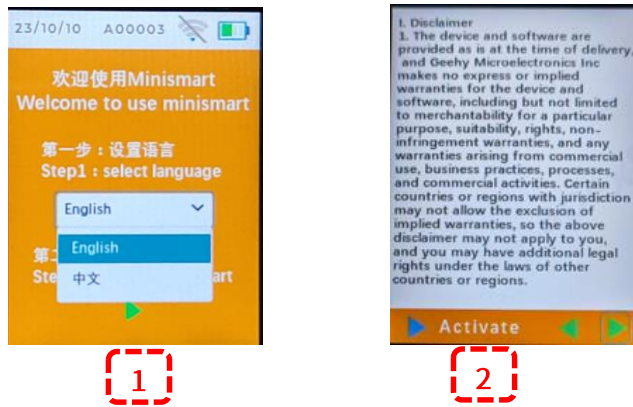 23/10/10 A00003
欢迎使用Minismart
Welcome to use minismart
第一步：设置语言
Step1 : select language
English
English
中文
第二
Ste
art
1
I. Disclaimer
1. The device and software are
provided as is at the time of delivery,
and Geehy Microelectronics Inc
makes no express or implied
warranties for the device and
software, including but not limited
to merchantability for a particular
purpose, suitability, rights, non-
infringement warranties, and any
warranties arising from commercial
use, business practices, processes,
and commercial activities. Certain
countries or regions with jurisdiction
may not allow the exclusion of
implied warranties, so the above
disclaimer may not apply to you,
and you may have additional legal
rights under the laws of other
countries or regions.
Activate
2